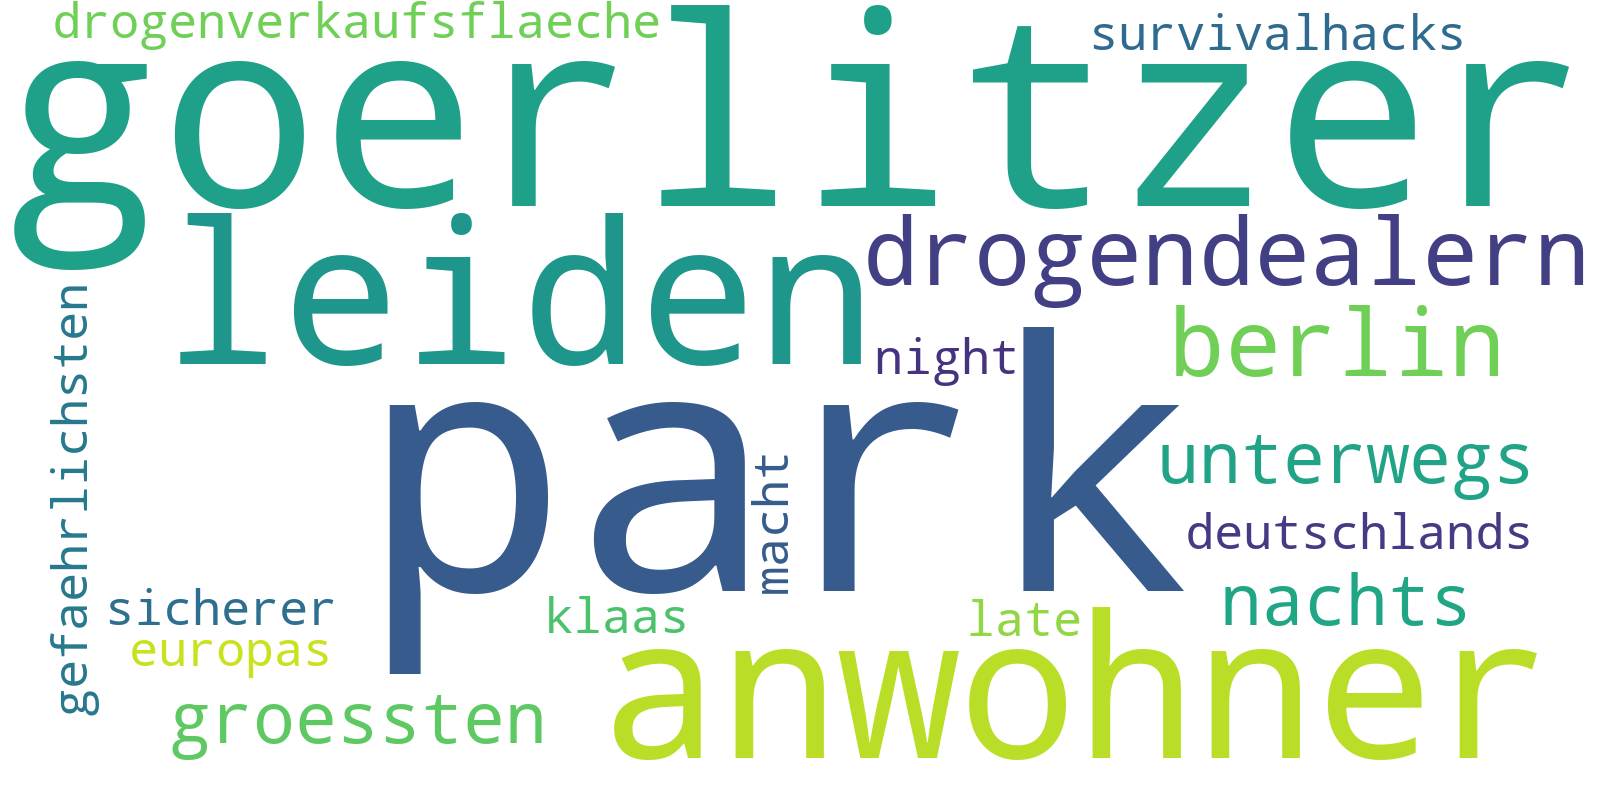 drogenverkaufsflaeche
survivalhacks
goerlitzer
leiden
drogendealern
gefaehrlichsten
night
berlin
park
macht
unterwegs
deutschlands
sicherer
klaas
late
nachts
europas
groessten
anwohner